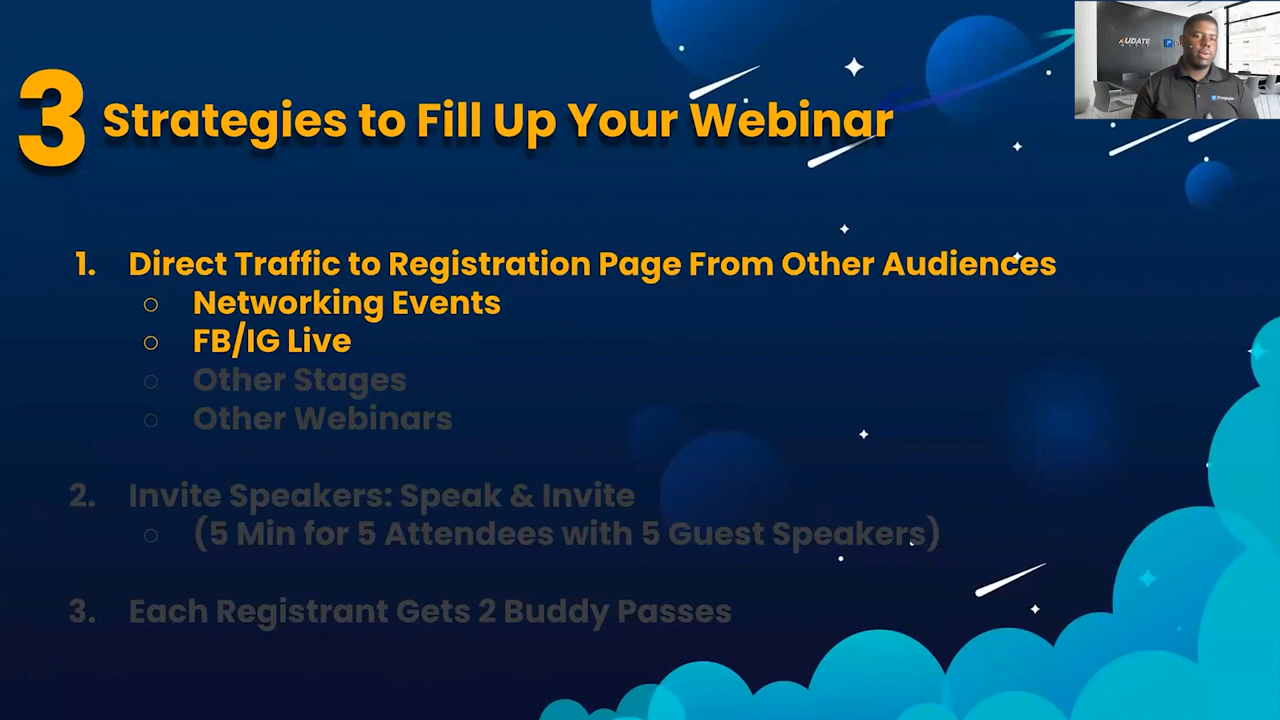 3 Strategies to Fill Up Your Webinar
1. Direct Traffic to Registration Page From Other Audiences
○ Networking Events
○ FB/IG Live
○ Other Stages
○ Other Webinars
2. Invite Speakers: Speak & Invite
○ (5 Min for 5 Attendees with 5 Guest Speakers)
3. Each Registrant Gets 2 Buddy Passes